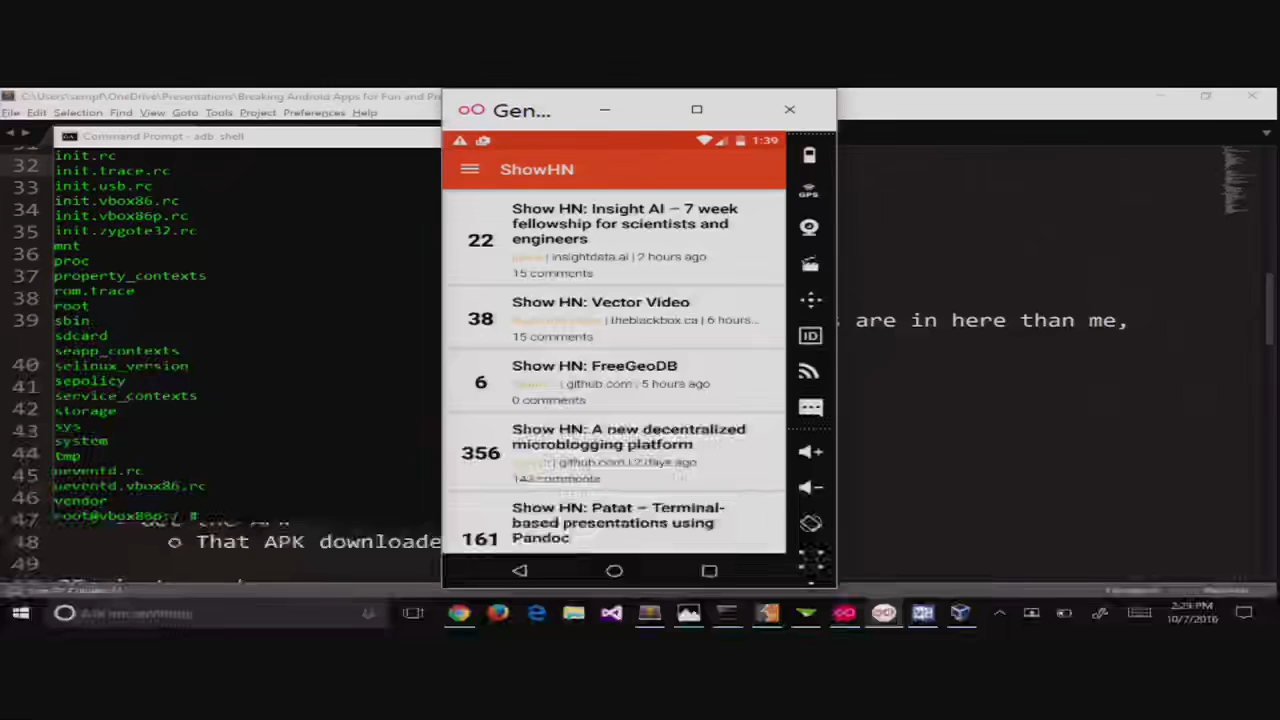 C:\Users\sempf\OneDrive\Presentations\Breaking Android Apps for Fun and Pr
File Edit Selection Find View Goto Tools Project Preferences Help
Command Prompt - adb shell
32
33
34
35
36
37
38
39
40
41
42
43
44
45
46
47
48
49
init.rc
init.trace.rc
init.usb.rc
init.vbox86.rc
init.vbox86p.rc
init.zygote32.rc
mnt
proc
property_contexts
rom.trace
root
sbin
sdcard
seapp_contexts
selinux_version
sepolicy
service_contexts
storage
sys
system
tmp
ueventd.rc
ueventd.vbox86.rc
vendor
root@vbox86p:/ #
That APK downloade
Gen...
1:39
ShowHN
22
Show HN: Insight AI – 7 week
fellowship for scientists and
engineers
| insightdata.ai | 2 hours ago
15 comments
38
Show HN: Vector Video
| theblackbox.ca | 6 hours...
15 comments
6
Show HN: FreeGeoDB
| github.com | 5 hours ago
0 comments
356
Show HN: A new decentralized
microblogging platform
| github.com | 2 days ago
comments
161
Show HN: Patat – Terminal-
based presentations using
Pandoc
GPS
ID
are in here than me,
2:23 PM
10/7/2016